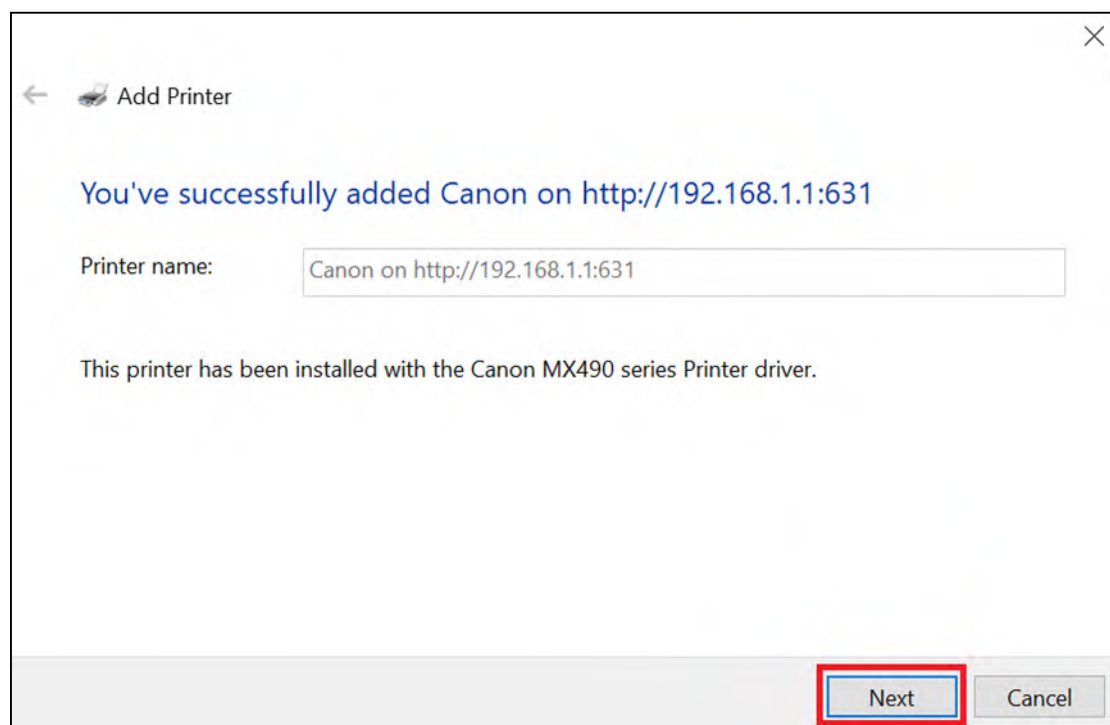 Add Printer
You've successfully added Canon on http://192.168.1.1:631
Printer name: Canon on http://192.168.1.1:631
This printer has been installed with the Canon MX490 series Printer driver.
Next Cancel